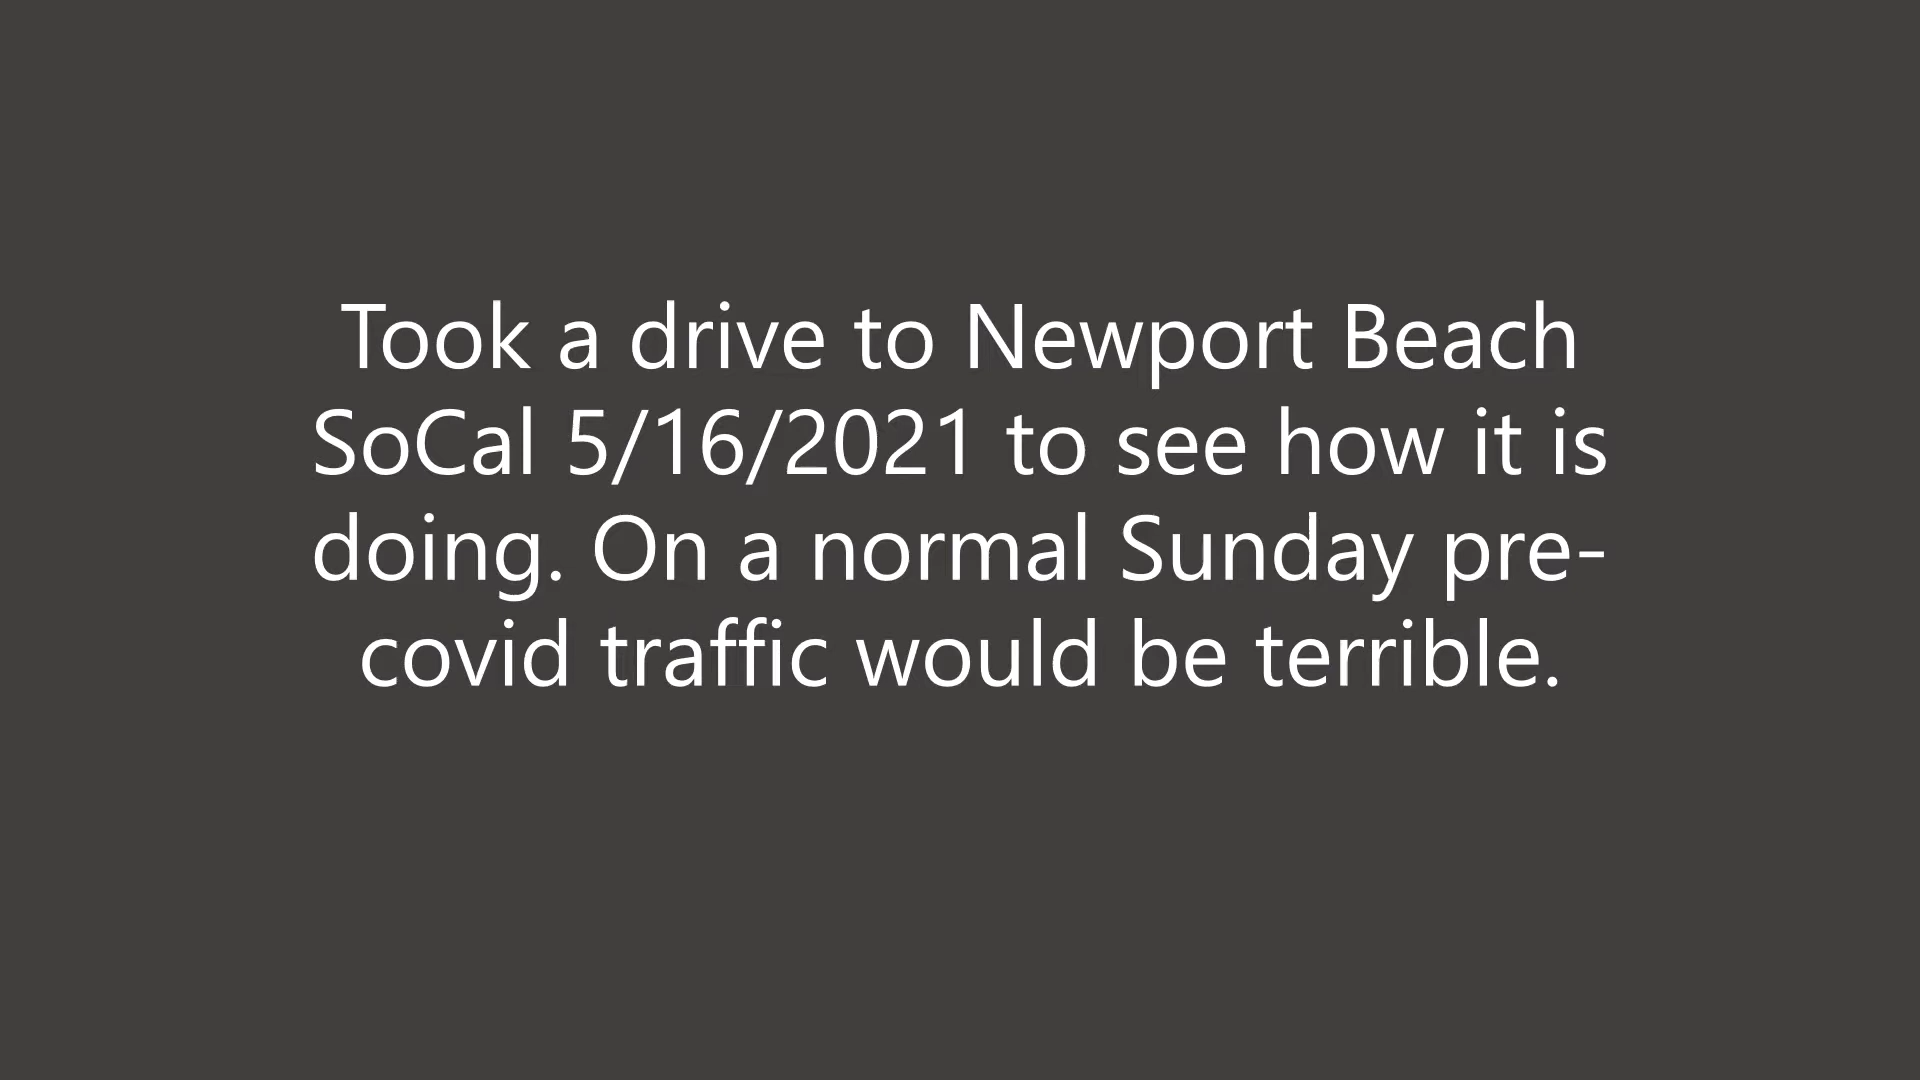 Took a drive to Newport Beach
SoCal 5/16/2021 to see how it is
doing. On a normal Sunday pre-
covid traffic would be terrible.